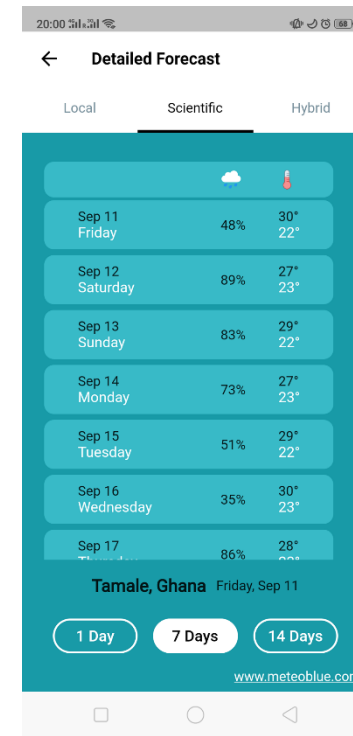 20:00
68
Detailed Forecast
Local Scientific Hybrid
Sep 11
Friday
48%
30°
22°
Sep 12
Saturday
89%
27°
23°
Sep 13
Sunday
83%
29°
22°
Sep 14
Monday
73%
27°
23°
Sep 15
Tuesday
51%
29°
22°
Sep 16
Wednesday
35%
30°
23°
Sep 17
86%
28°
Tamale, Ghana Friday, Sep 11
1 Day 7 Days 14 Days
www.meteoblue.com